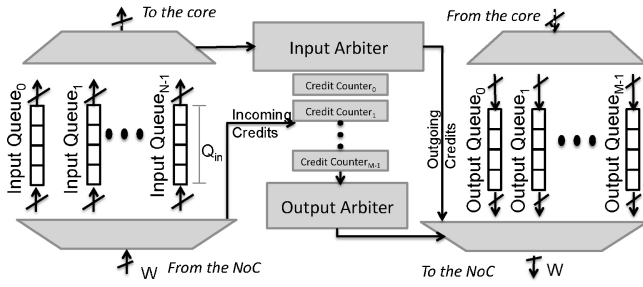 To the core
From the core
Input Arbiter
Input Queue0
Input Queue1
Input QueueN-1
Qin
Incoming
Credits
Credit Counter0
Credit Counter1
Credit CounterM-1
Output Arbiter
Outgoing
Credits
Output Queue0
Output Queue1
Output QueueM-1
W
From the NoC
To the NoC
W